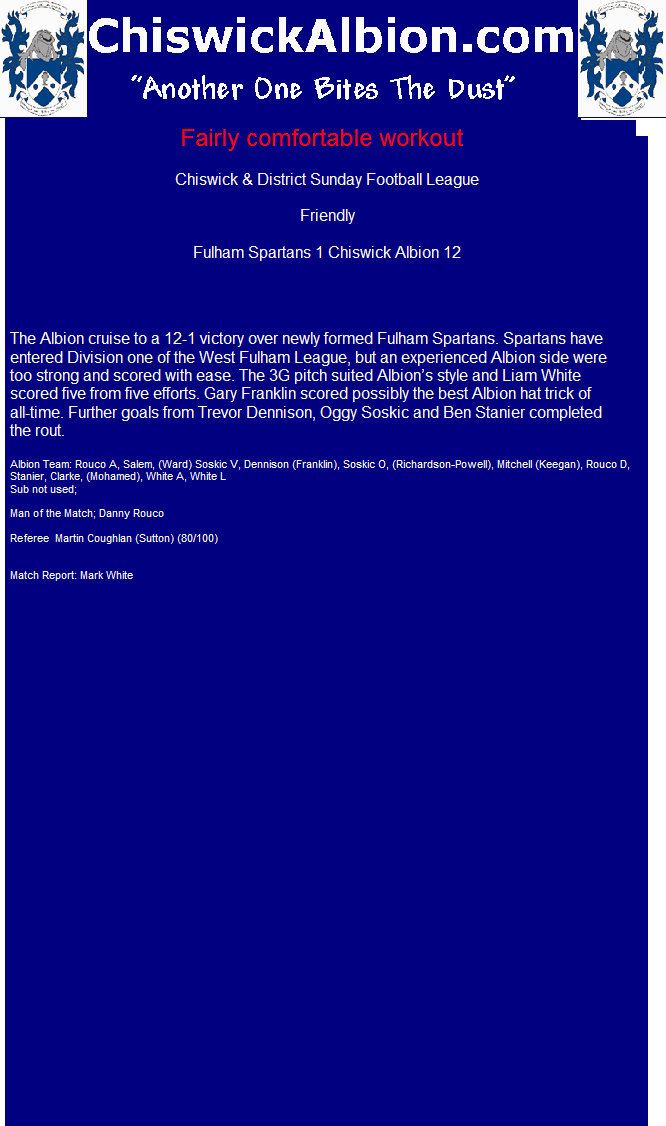 ChiswickAlbion.com
"Another One Bites The Dust"
Fairly comfortable workout
Chiswick & District Sunday Football League
Friendly
Fulham Spartans 1 Chiswick Albion 12
The Albion cruise to a 12-1 victory over newly formed Fulham Spartans. Spartans have
entered Division one of the West Fulham League, but an experienced Albion side were
too strong and scored with ease. The 3G pitch suited Albion’s style and Liam White
scored five from five efforts. Gary Franklin scored possibly the best Albion hat trick of
all-time. Further goals from Trevor Dennison, Oggy Soskic and Ben Stanier completed
the rout.
Albion Team: Rouco A, Salem, (Ward) Soskic V, Dennison (Franklin), Soskic O, (Richardson-Powell), Mitchell (Keegan), Rouco D,
Stanier, Clarke, (Mohamed), White A, White L
Sub not used;
Man of the Match; Danny Rouco
Referee  Martin Coughlan (Sutton) (80/100)
Match Report: Mark White